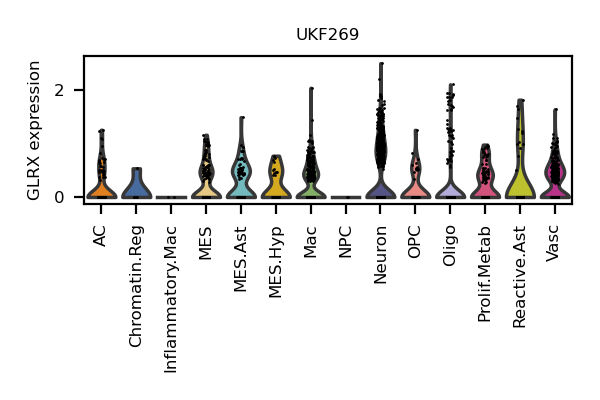 UKF269
GLRX expression
2
0
AC
Chromatin.Reg
Inflammatory.Mac
MES
MES.Ast
MES.Hyp
Mac
NPC
Neuron
OPC
Oligo
Prolif.Metab
Reactive.Ast
Vasc